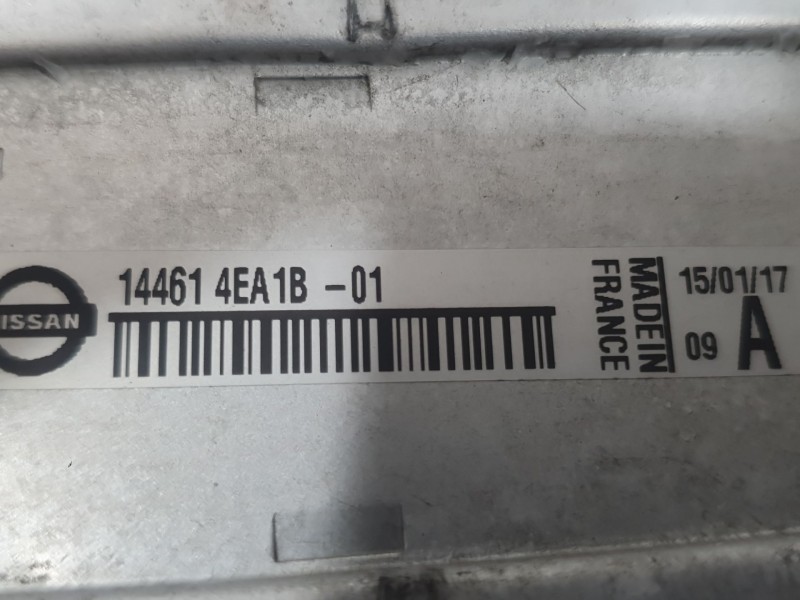 NISSAN
14461 4EA1B -01
MADE IN
FRANCE
15/01/17
09 A